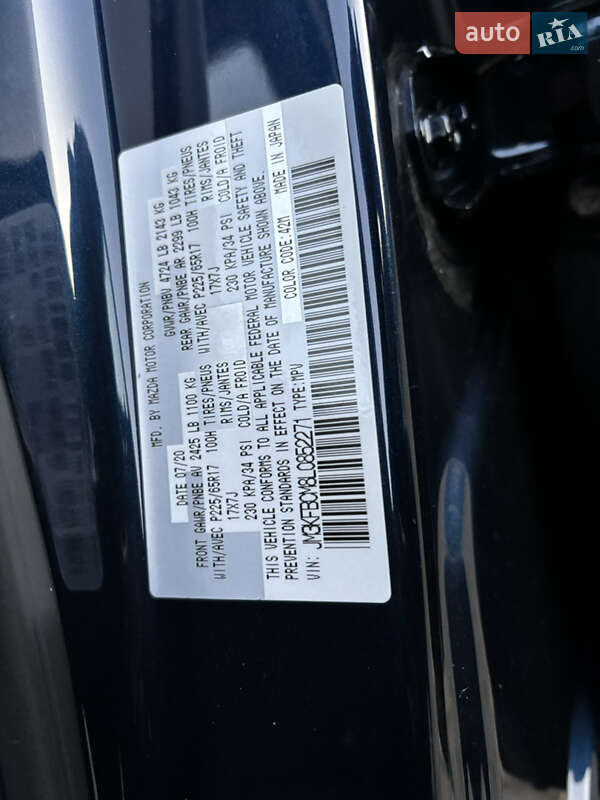 auto RIA.com
MFD. BY MAZDA MOTOR CORPORATION
DATE 07/20 GVWR/PNBV 4724 LB 2143 KG
FRONT GAWR/PNBE AV 2425 LB 1100 KG REAR GAWR/PNBE AR 2299 LB 1043 KG
WITH/AVEC P225/65R17 100H TIRES/PNEUS WITH/AVEC P225/65R17 100H TIRES/PNEUS
17X7J RIMS/JANTES 17X7J RIMS/JANTES
230 KPA/34 PSI COLD/A FROID 230 KPA/34 PSI COLD/A FROID
THIS VEHICLE CONFORMS TO ALL APPLICABLE FEDERAL MOTOR VEHICLE SAFETY AND THEFT
PREVENTION STANDARDS IN EFFECT ON THE DATE OF MANUFACTURE SHOWN ABOVE.
VIN: JM3KFBCM8L0852271 TYPE:MPV COLOR CODE:42M MADE IN JAPAN